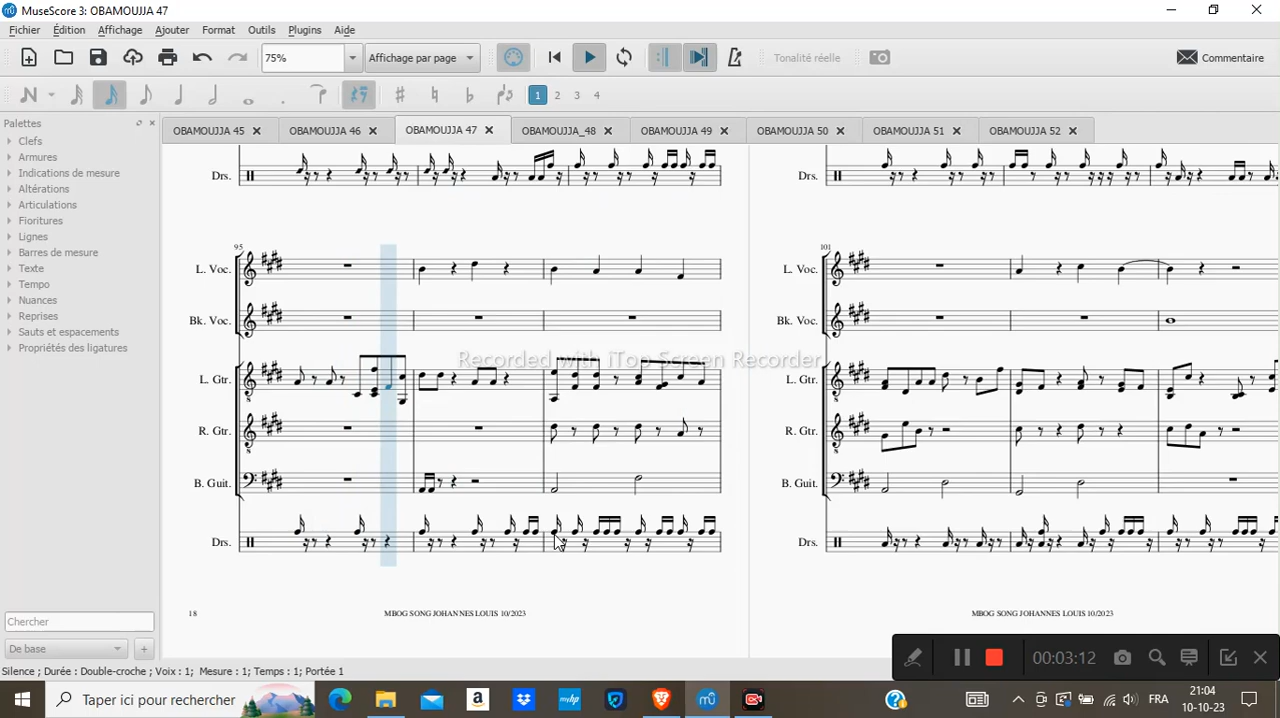 MuseScore 3: OBAMOUJJA 47
Fichier Édition Affichage Ajouter Format Outils Plugins Aide
75% Affichage par page Tonalité réelle Commentaire
1 2 3 4
Palettes
OBAMOUJJA 45 OBAMOUJJA 46 OBAMOUJJA 47 OBAMOUJJA_48 OBAMOUJJA 49 OBAMOUJJA 50 OBAMOUJJA 51 OBAMOUJJA 52
Clefs
Armures
Indications de mesure
Altérations
Articulations
Fioritures
Lignes
Barres de mesure
Texte
Tempo
Nuances
Reprises
Sauts et espacements
Propriétés des ligatures
Drs.
95
L. Voc.
Bk. Voc.
L. Gtr.
R. Gtr.
B. Guit.
Drs.
18 MBOG SONG JOHANNES LOUIS 10/2023
Drs.
101
L. Voc.
Bk. Voc.
L. Gtr.
R. Gtr.
B. Guit.
Drs.
MBOG SONG JOHANNES LOUIS 10/2023
Recorded with iTop Screen Recorder
Chercher
De base
Silence ; Durée : Double-croche ; Voix : 1; Mesure : 1; Temps : 1; Portée 1
00:03:12
Taper ici pour rechercher
FRA
21:04
10-10-23